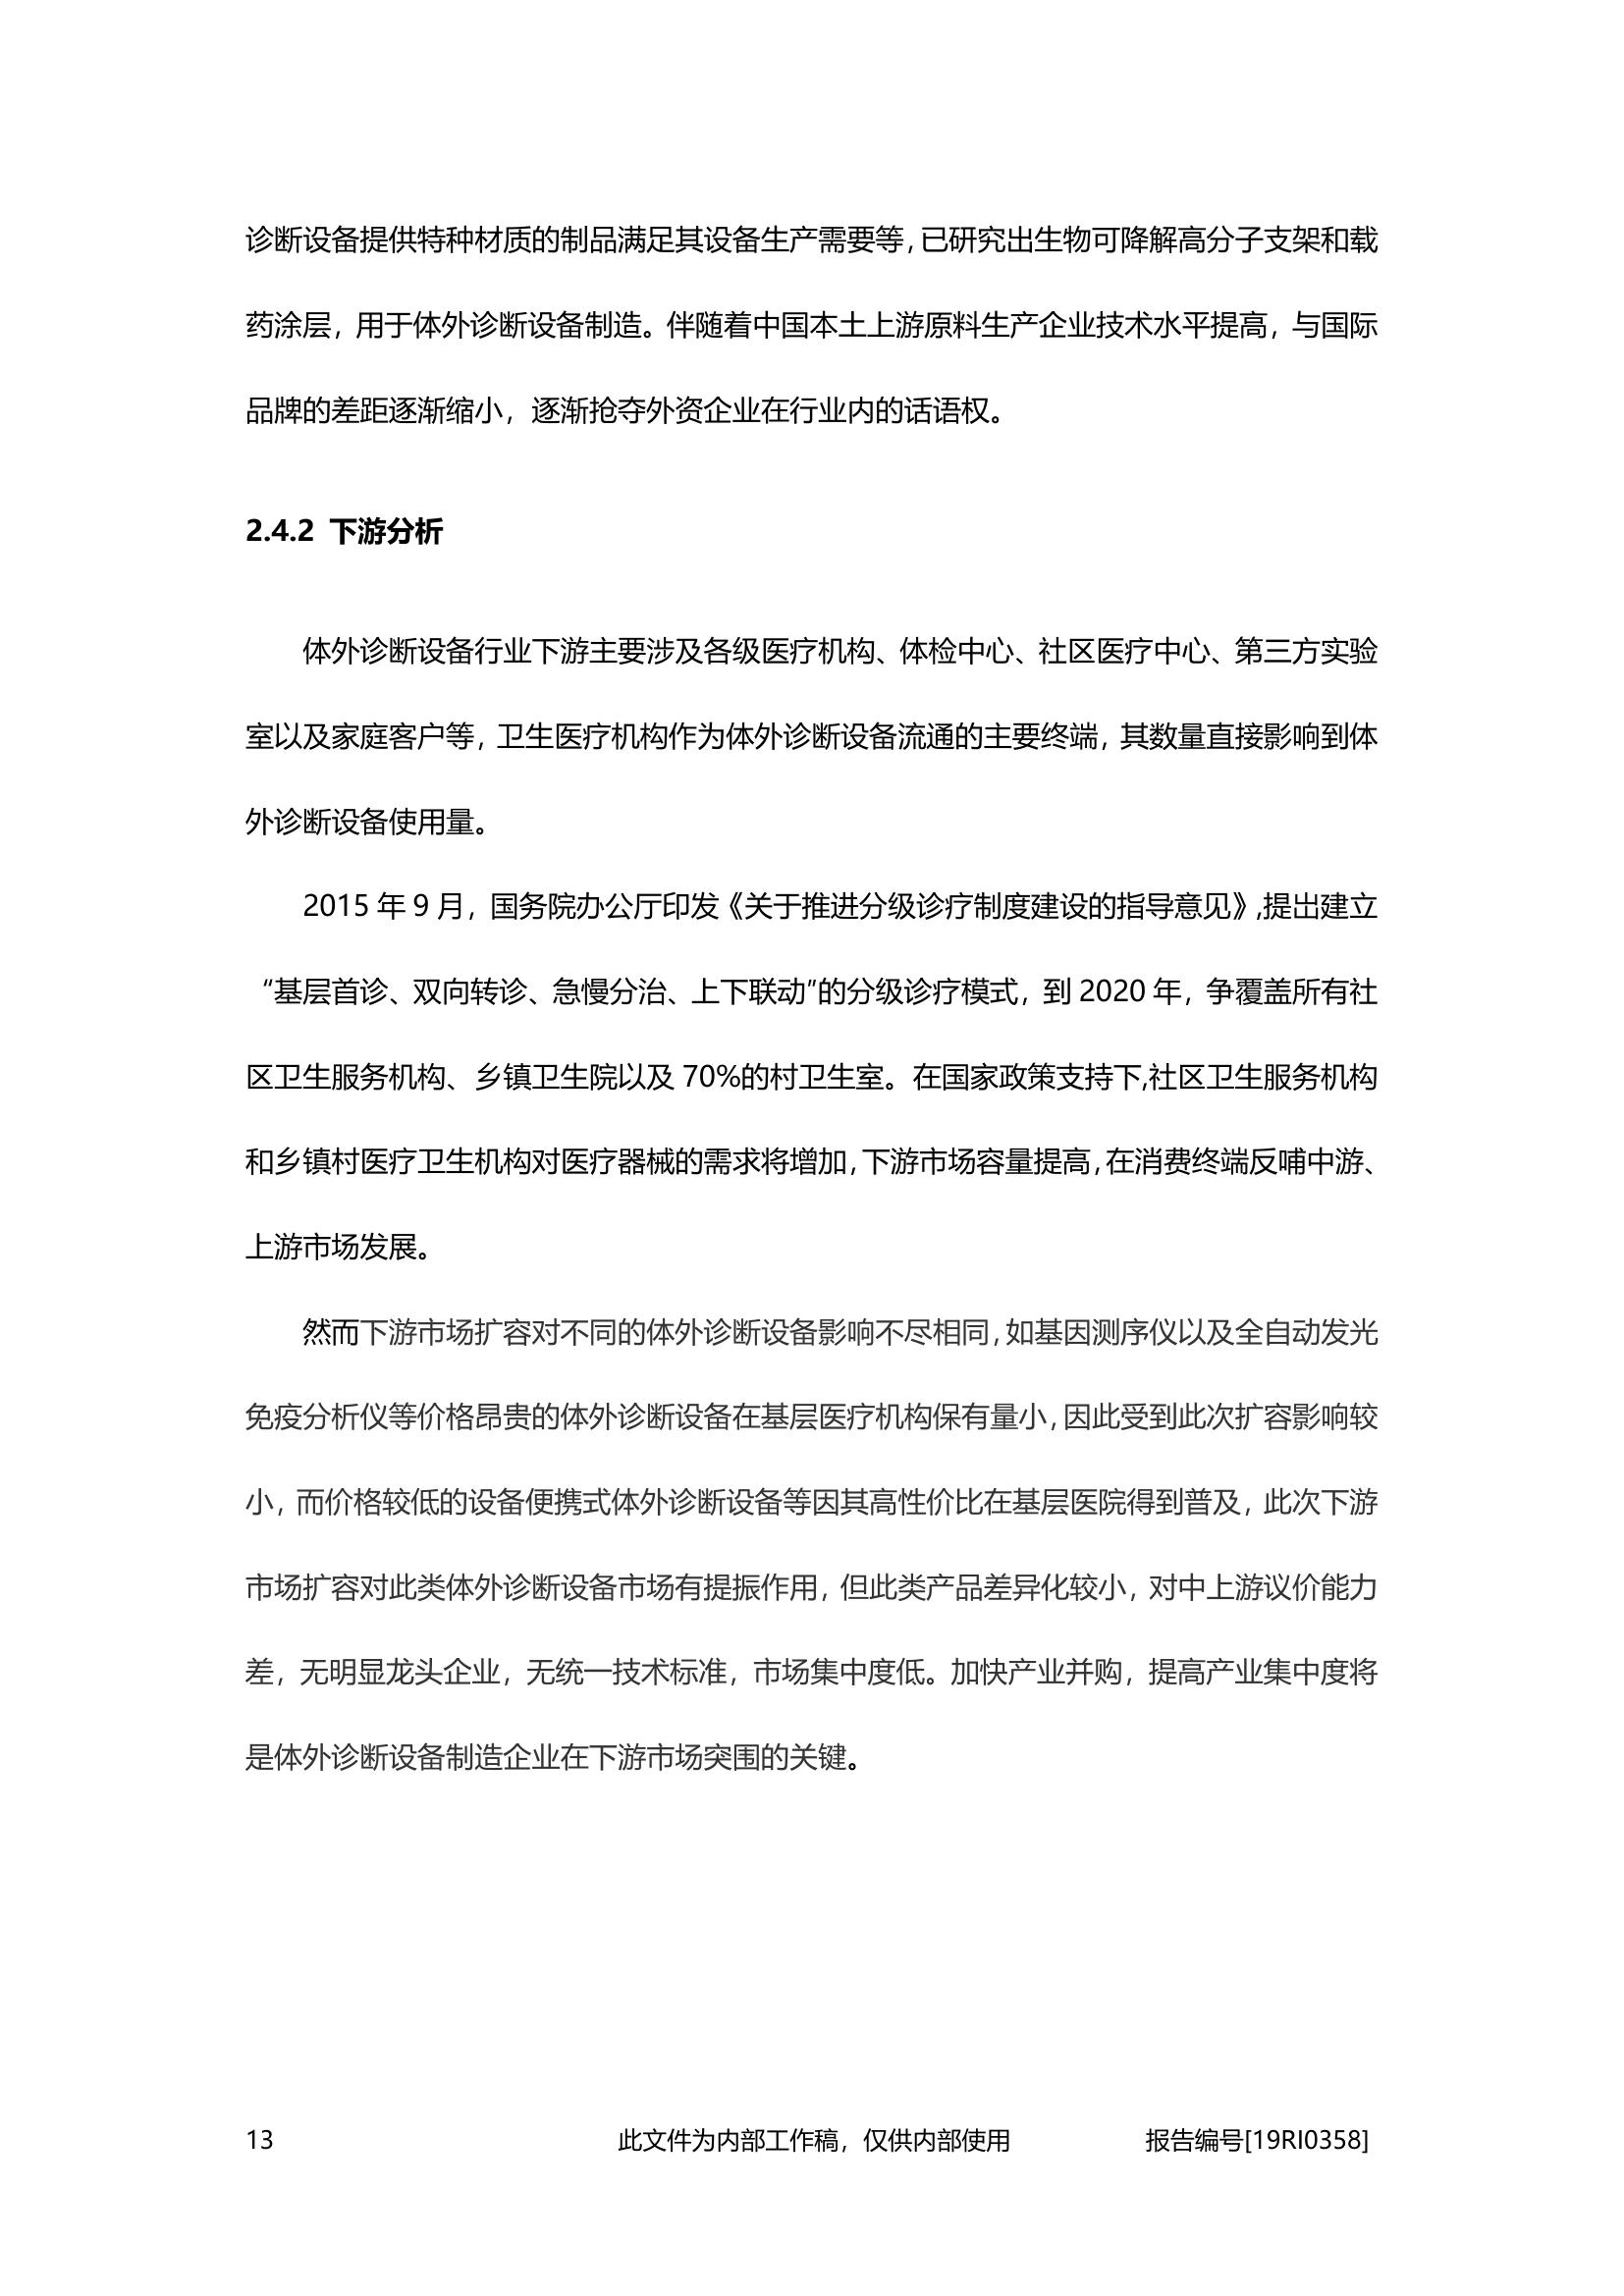 诊断设备提供特种材质的制品满足其设备生产需要等，已研究出生物可降解高分子支架和载
药涂层，用于体外诊断设备制造。伴随着中国本土上游原料生产企业技术水平提高，与国际
品牌的差距逐渐缩小，逐渐抢夺外资企业在行业内的话语权。
2.4.2 下游分析
体外诊断设备行业下游主要涉及各级医疗机构、体检中心、社区医疗中心、第三方实验
室以及家庭客户等，卫生医疗机构作为体外诊断设备流通的主要终端，其数量直接影响到体
外诊断设备使用量。
2015 年 9 月，国务院办公厅印发《关于推进分级诊疗制度建设的指导意见》,提出建立
“基层首诊、双向转诊、急慢分治、上下联动”的分级诊疗模式，到 2020 年，争覆盖所有社
区卫生服务机构、乡镇卫生院以及 70%的村卫生室。在国家政策支持下,社区卫生服务机构
和乡镇村医疗卫生机构对医疗器械的需求将增加，下游市场容量提高，在消费终端反哺中游、
上游市场发展。
然而下游市场扩容对不同的体外诊断设备影响不尽相同，如基因测序仪以及全自动发光
免疫分析仪等价格昂贵的体外诊断设备在基层医疗机构保有量小，因此受到此次扩容影响较
小，而价格较低的设备便携式体外诊断设备等因其高性价比在基层医院得到普及，此次下游
市场扩容对此类体外诊断设备市场有提振作用，但此类产品差异化较小，对中上游议价能力
差，无明显龙头企业，无统一技术标准，市场集中度低。加快产业并购，提高产业集中度将
是体外诊断设备制造企业在下游市场突围的关键。
13 此文件为内部工作稿，仅供内部使用 报告编号[19RI0358]